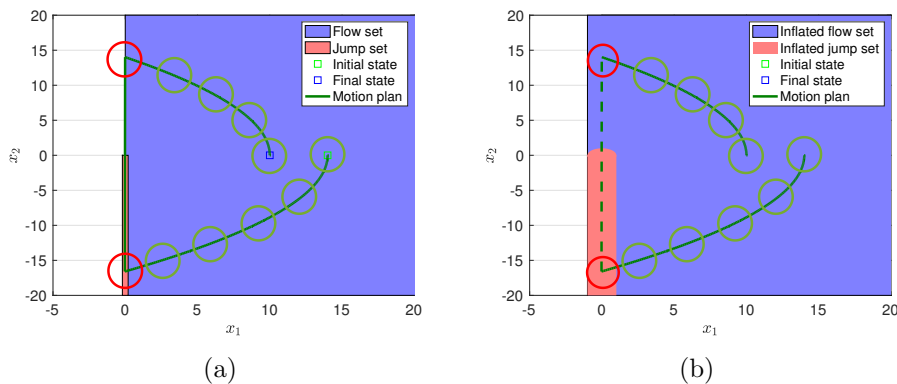 20
15
10
5
0
-5
-10
-15
-20
x₂
-5
0
5
10
15
20
x₁
Flow set
Jump set
Initial state
Final state
Motion plan
(a)
20
15
10
5
0
-5
-10
-15
-20
x₂
-5
0
5
10
15
20
x₁
Inflated flow set
Inflated jump set
Initial state
Final state
Motion plan
(b)